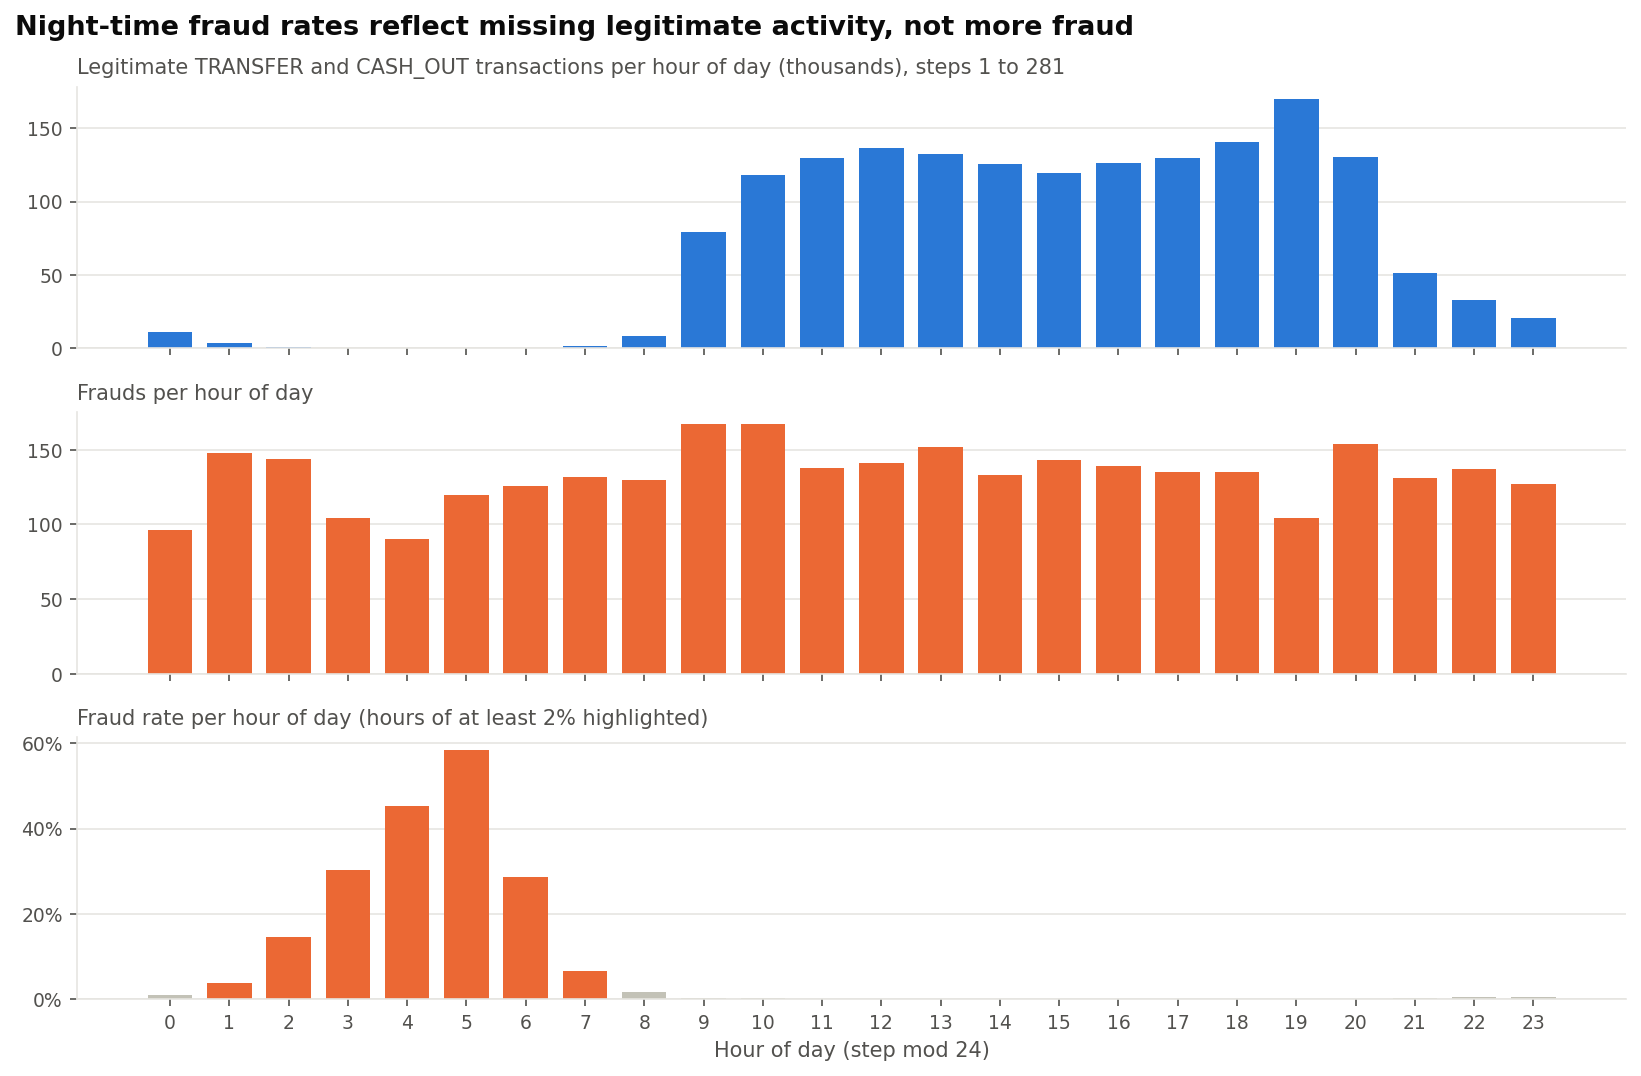 Night-time fraud rates reflect missing legitimate activity, not more fraud
Legitimate TRANSFER and CASH_OUT transactions per hour of day (thousands), steps 1 to 281
150
100
50
0
Frauds per hour of day
150
100
50
0
Fraud rate per hour of day (hours of at least 2% highlighted)
60%
40%
20%
0%
0 1 2 3 4 5 6 7 8 9 10 11 12 13 14 15 16 17 18 19 20 21 22 23
Hour of day (step mod 24)